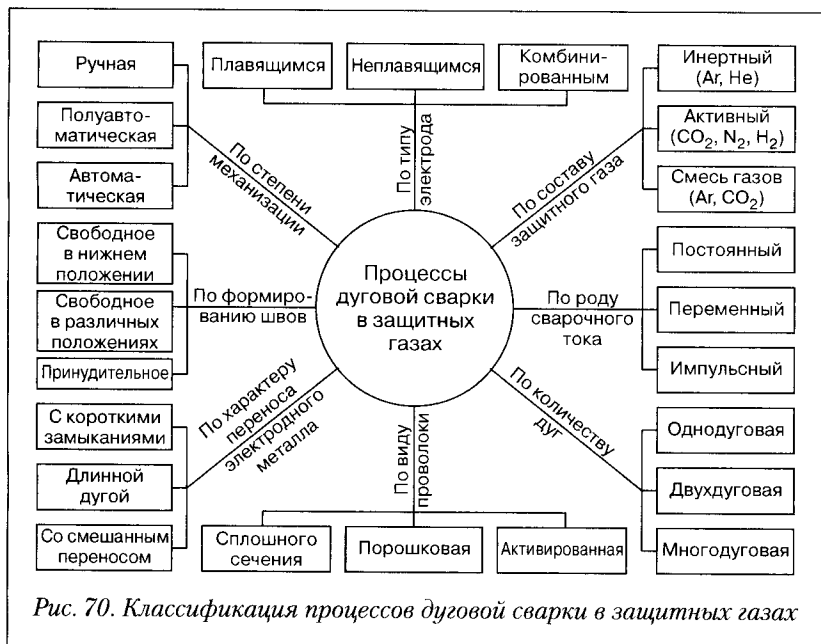 Ручная
Полуавто-
матическая
Автома-
тическая
По степени
механизации
Плавящимся
Неплавящимся
Комбини-
рованным
По типу
электрода
Инертный
(Ar, He)
Активный
(CO₂, N₂, H₂)
Смесь газов
(Ar, CO₂)
По составу
защитного газа
Свободное
в нижнем
положении
Свободное
в различных
положениях
Принудительное
По формиро-
ванию швов
Процессы
дуговой сварки
в защитных
газах
По роду
сварочного
тока
Постоянный
Переменный
Импульсный
С короткими
замыканиями
Длинной
дугой
Со смешанным
переносом
По характеру
переноса
электродного
металла
По виду
проволоки
Сплошного
сечения
Порошковая
Активированная
По количеству
дуг
Однодуговая
Двухдуговая
Многодуговая
Рис. 70. Классификация процессов дуговой сварки в защитных газах